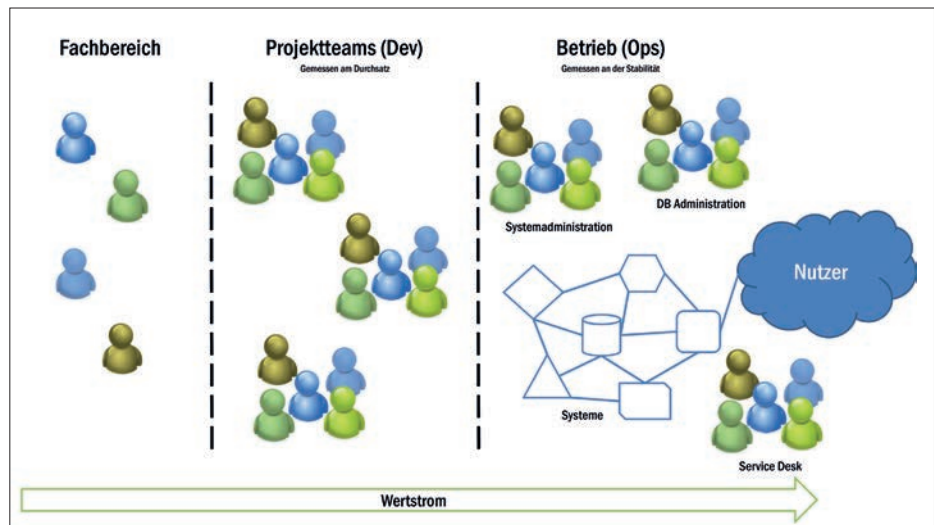 Fachbereich
Projektteams (Dev)
Gemessen am Durchsatz
Betrieb (Ops)
Gemessen an der Stabilität
Systemadministration
DB Administration
Nutzer
Systeme
Service Desk
Wertstrom